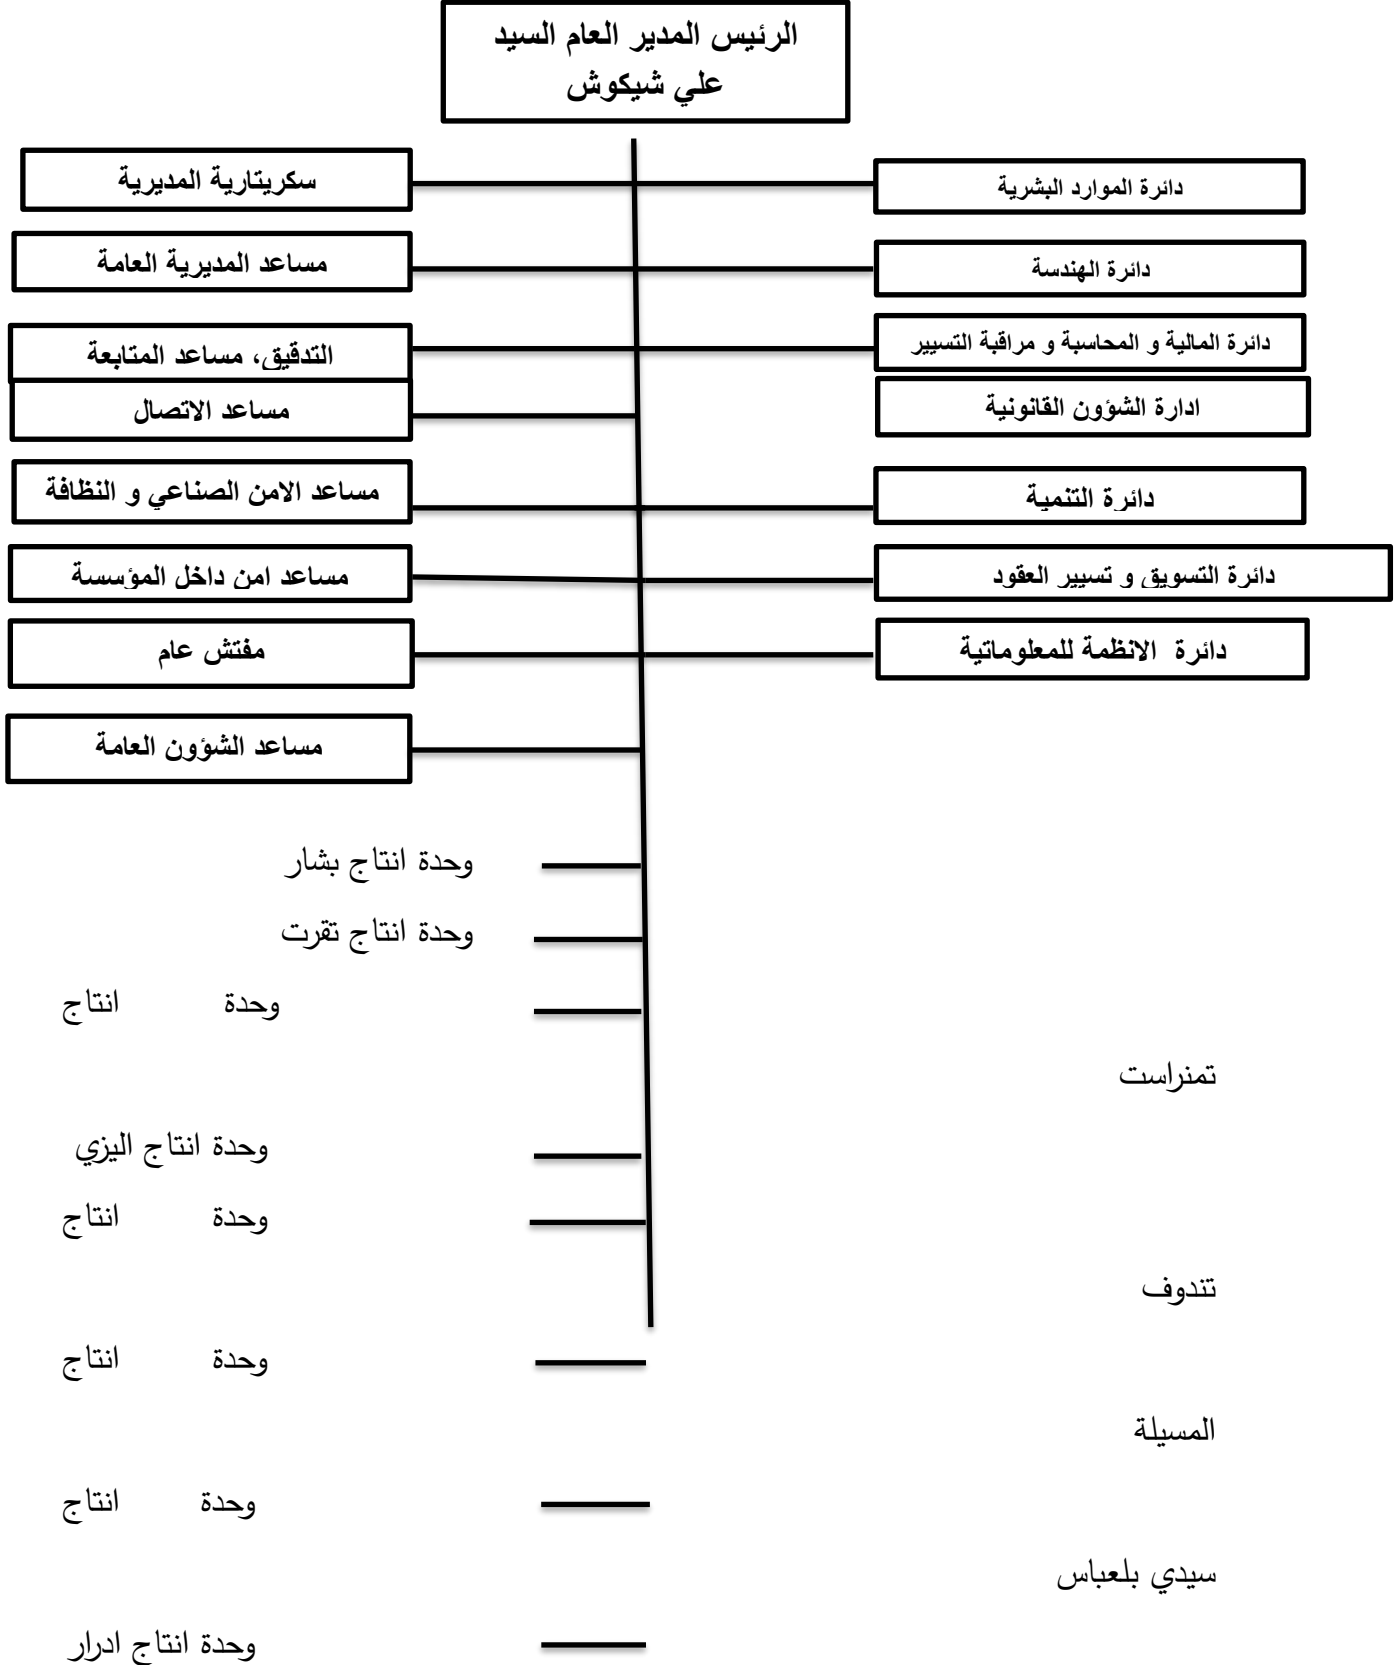 الرئيس المدير العام السيد
علي شيكوش
دائرة الموارد البشرية
سكريتارية المديرية
دائرة الهندسة
مساعد المديرية العامة
دائرة المالية و المحاسبة و مراقبة التسيير
التدقيق، مساعد المتابعة
ادارة الشؤون القانونية
مساعد الاتصال
دائرة التنمية
مساعد الامن الصناعي و النظافة
دائرة التسويق و تسيير العقود
مساعد امن داخل المؤسسة
دائرة الانظمة للمعلوماتية
مفتش عام
مساعد الشؤون العامة
وحدة انتاج بشار
وحدة انتاج تقرت
وحدة انتاج
تمنراست
وحدة انتاج اليزي
وحدة انتاج
تندوف
وحدة انتاج
المسيلة
وحدة انتاج
سيدي بلعباس
وحدة انتاج ادرار